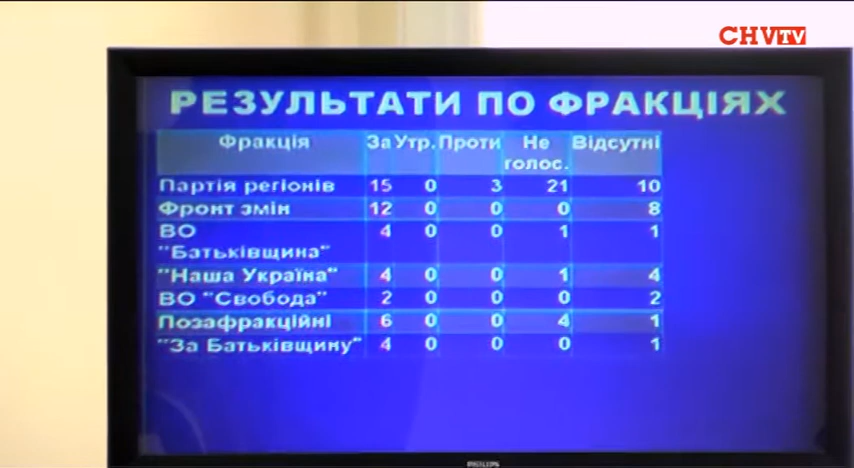 CHVTV
РЕЗУЛЬТАТИ ПО ФРАКЦІЯХ
Фракція За Утр. Проти Не Відсутні
голос.
Партія регіонів 15 0 3 21 10
Фронт змін 12 0 0 0 8
ВО 4 0 0 1 1
"Батьківщина"
"Наша Україна" 4 0 0 1 4
ВО "Свобода" 2 0 0 0 2
Позафракційні 6 0 0 4 1
"За Батьківщину" 4 0 0 0 1
PHILIPS